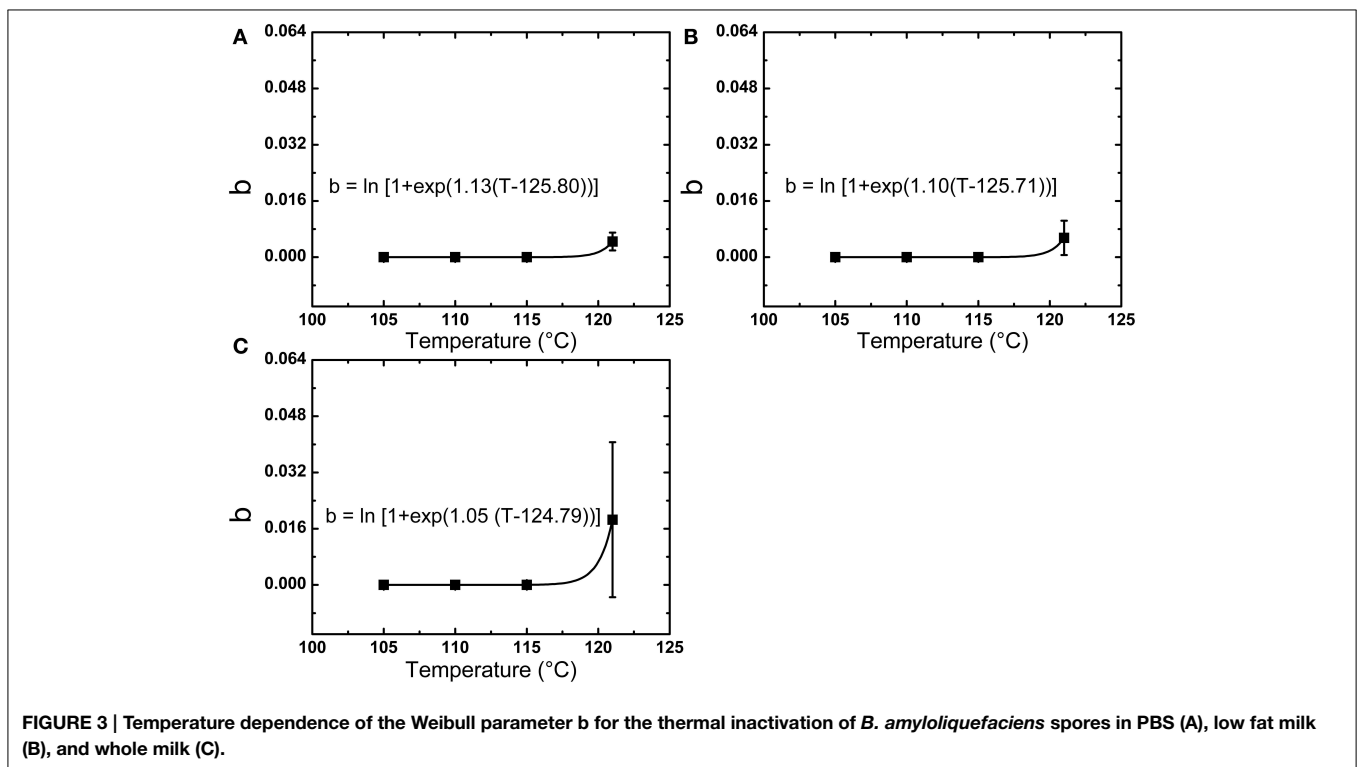 A
0.064
0.048
0.032
0.016
0.000
b
b = ln [1+exp(1.13(T-125.80))]
100 105 110 115 120 125
Temperature (°C)
B
0.064
0.048
0.032
0.016
0.000
b
b = ln [1+exp(1.10(T-125.71))]
100 105 110 115 120 125
Temperature (°C)
C
0.064
0.048
0.032
0.016
0.000
b
b = ln [1+exp(1.05 (T-124.79))]
100 105 110 115 120 125
Temperature (°C)
FIGURE 3 | Temperature dependence of the Weibull parameter b for the thermal inactivation of B. amyloliquefaciens spores in PBS (A), low fat milk
(B), and whole milk (C).